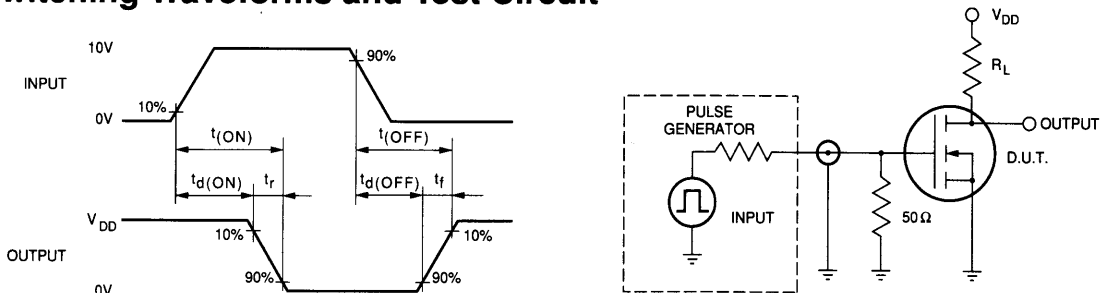 witching Waveforms and Test Circuit
10V
90%
INPUT
10%
0V
t(ON)
t(OFF)
td(ON)
tr
td(OFF)
tf
VDD
10%
10%
OUTPUT
90%
90%
0V
VDD
RL
PULSE
GENERATOR
OUTPUT
D.U.T.
INPUT
50Ω